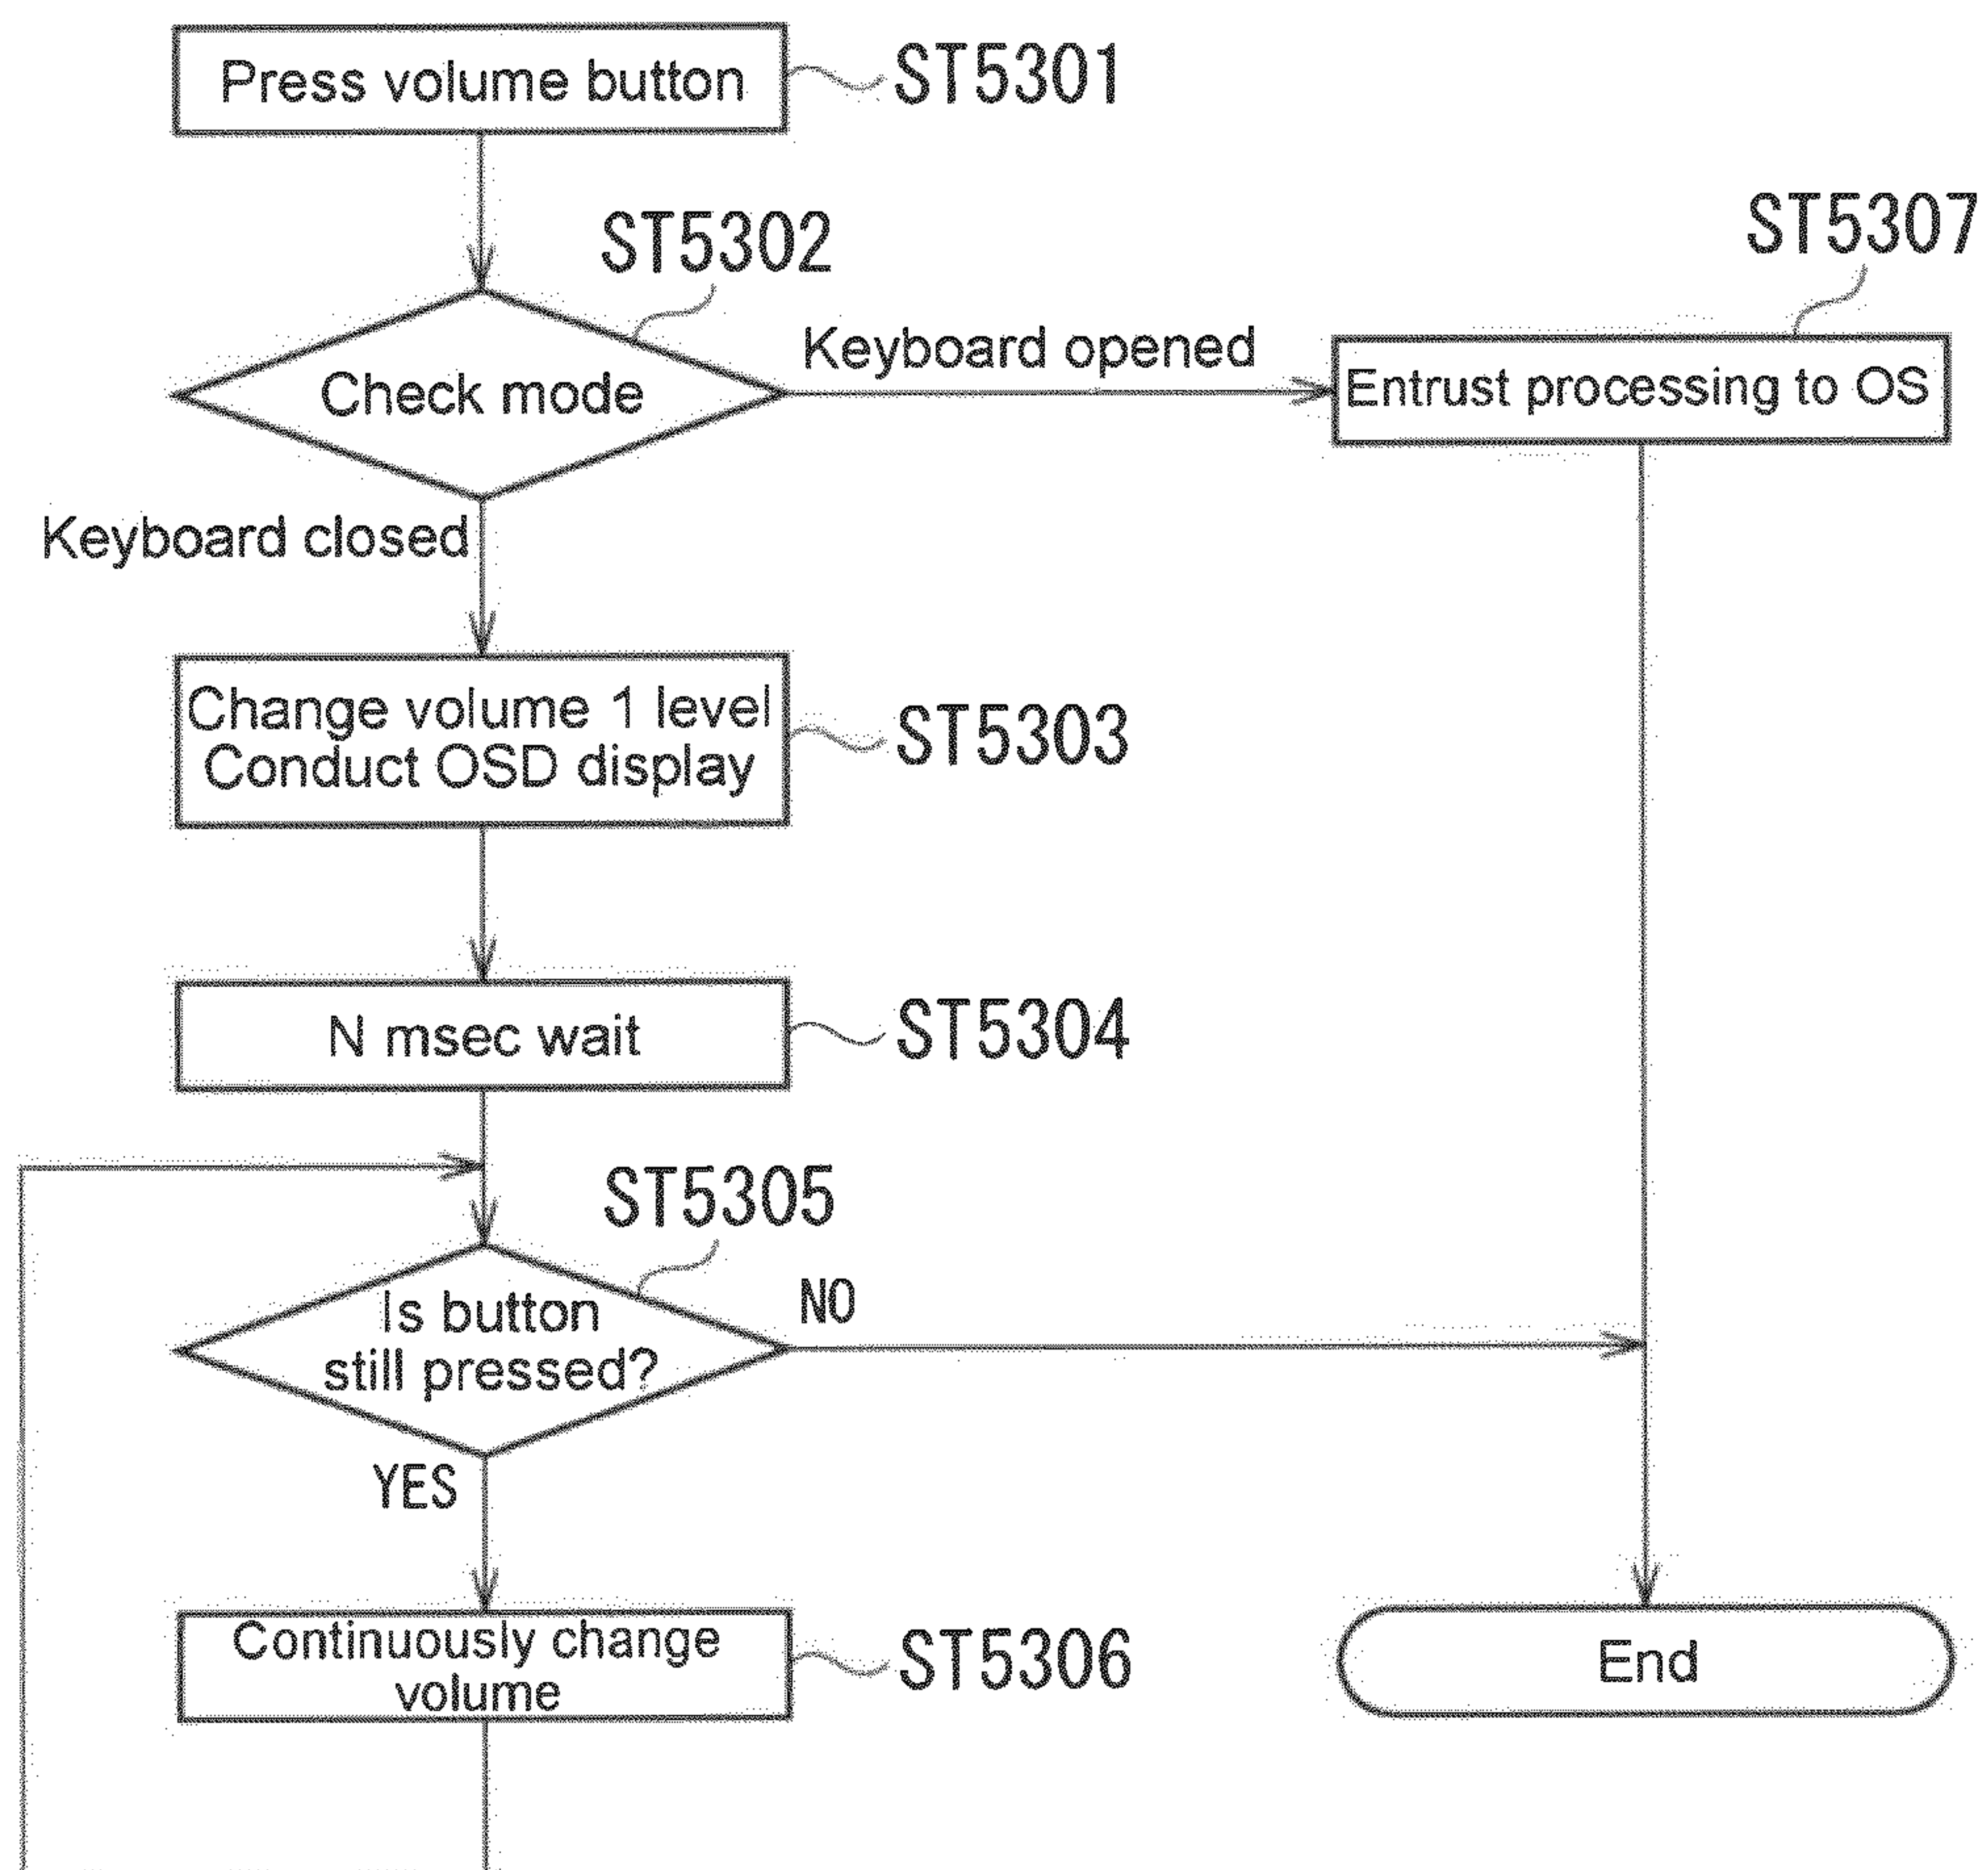 Press volume button
ST5301
ST5302
ST5307
Check mode
Keyboard opened
Entrust processing to OS
Keyboard closed
Change volume 1 level
Conduct OSD display
ST5303
N msec wait
ST5304
ST5305
Is button
still pressed?
NO
YES
Continuously change
volume
ST5306
End